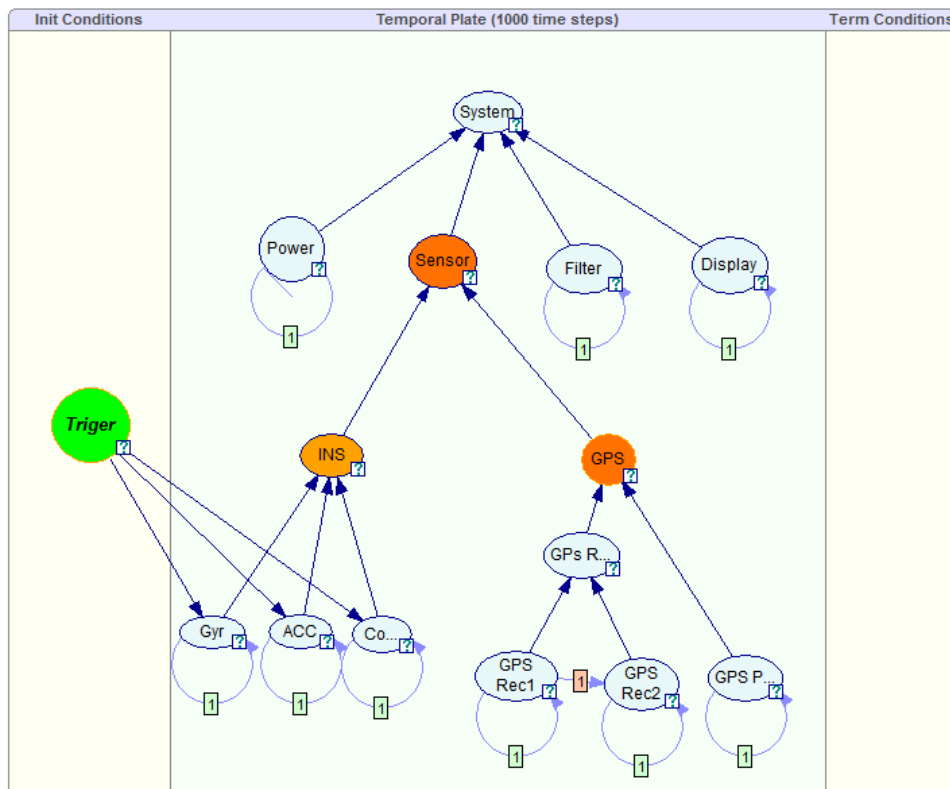 Init Conditions
Temporal Plate (1000 time steps)
Term Conditions
System
?
Power
?
1
Sensor
?
Filter
?
1
Display
?
1
Triger
?
INS
?
GPS
?
GPs R...
?
Gyr
?
1
ACC
?
1
Co...
?
1
GPS
Rec1
?
1
1
GPS
Rec2
?
1
GPS P...
?
1